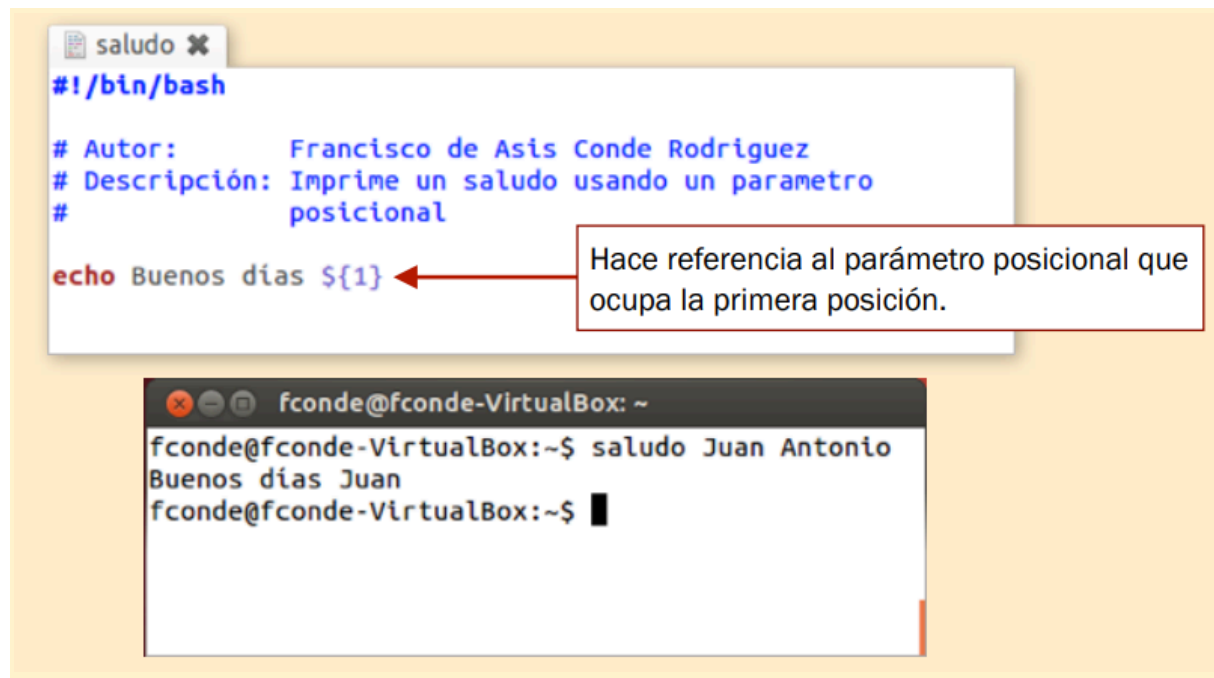 saludo
#!/bin/bash
# Autor: Francisco de Asis Conde Rodriguez
# Descripción: Imprime un saludo usando un parametro
# posicional
echo Buenos días ${1}
Hace referencia al parámetro posicional que
ocupa la primera posición.
fconde@fconde-VirtualBox: ~
fconde@fconde-VirtualBox:~$ saludo Juan Antonio
Buenos días Juan
fconde@fconde-VirtualBox:~$